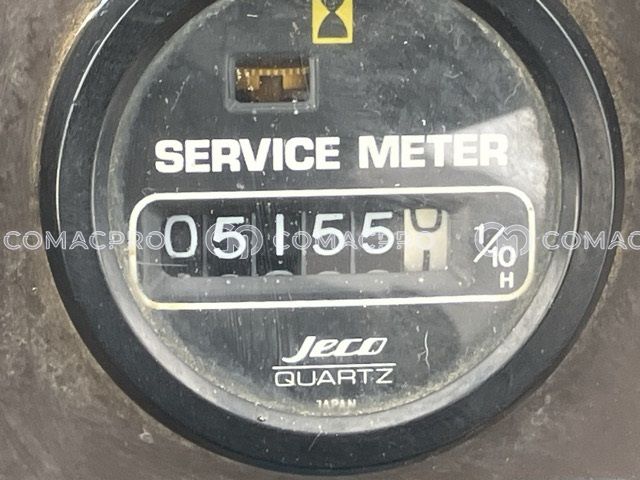 SERVICE METER
05155 1/10 H
COMACPRO COMACPRO COMACPRO
Jeco
QUARTZ
JAPAN